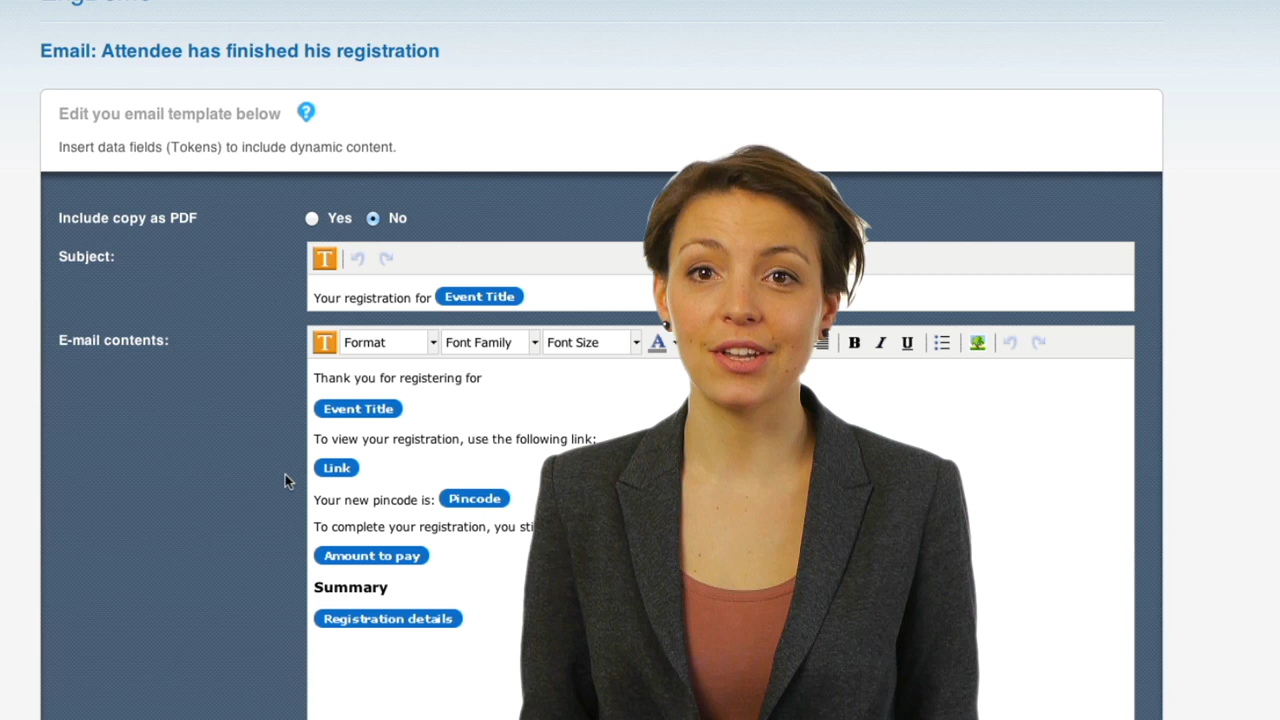 Email: Attendee has finished his registration
Edit you email template below ?
Insert data fields (Tokens) to include dynamic content.
Include copy as PDF Yes No
Subject: T
Your registration for Event Title
E-mail contents: T Format Font Family Font Size A B I U
Thank you for registering for
Event Title
To view your registration, use the following link:
Link
Your new pincode is: Pincode
To complete your registration, you
Amount to pay
Summary
Registration details